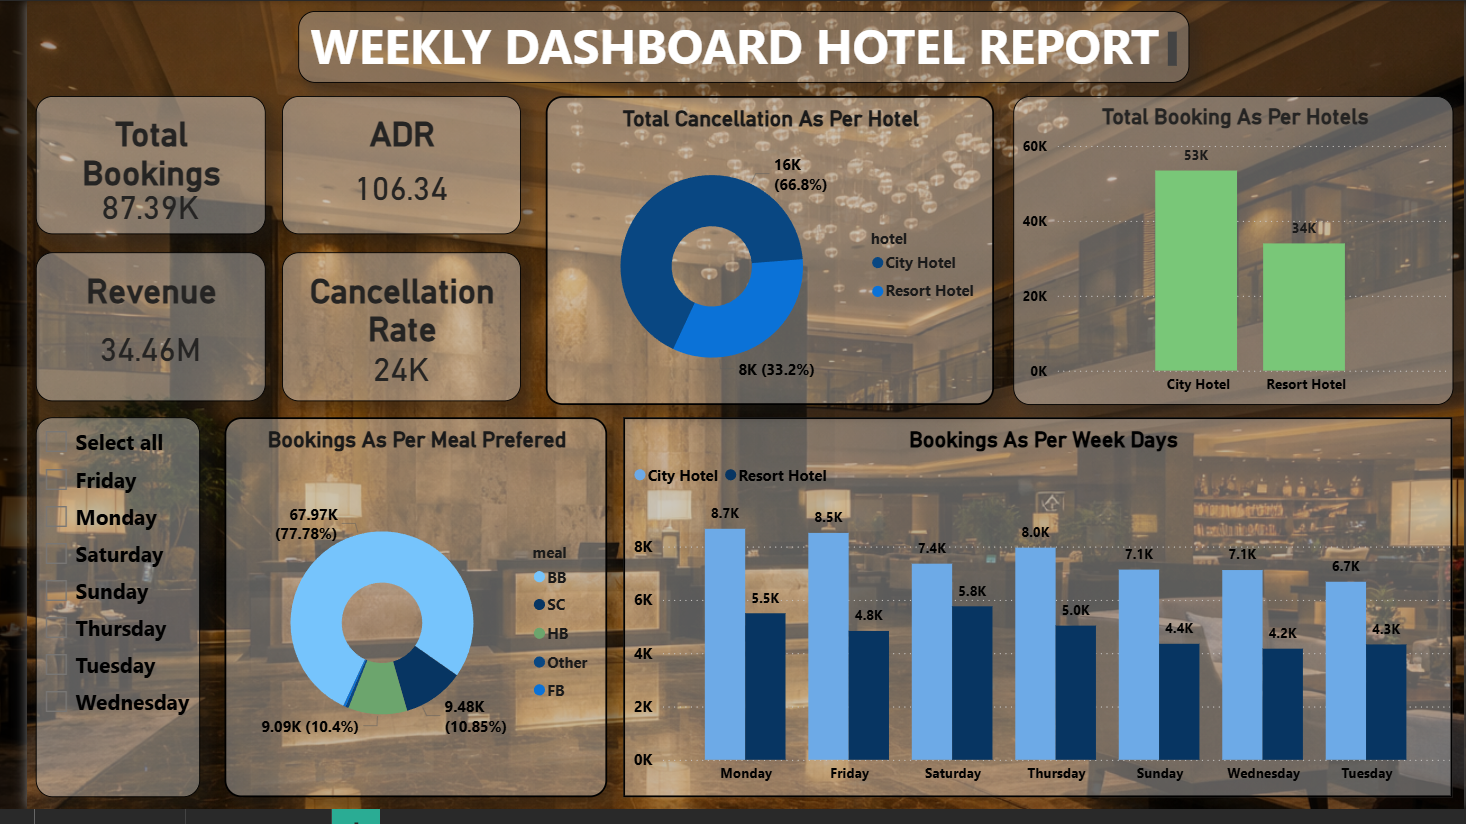 WEEKLY DASHBOARD HOTEL REPORT
Total
Bookings
87.39K
ADR
106.34
Revenue
34.46M
Cancellation
Rate
24K
Total Cancellation As Per Hotel
16K
(66.8%)
8K (33.2%)
hotel
City Hotel
Resort Hotel
Total Booking As Per Hotels
60K
40K
20K
0K
53K
34K
City Hotel
Resort Hotel
Select all
Friday
Monday
Saturday
Sunday
Thursday
Tuesday
Wednesday
Bookings As Per Meal Prefered
67.97K
(77.78%)
9.09K (10.4%)
9.48K
(10.85%)
meal
BB
SC
HB
Other
FB
Bookings As Per Week Days
City Hotel Resort Hotel
8K
6K
4K
2K
0K
8.7K
5.5K
8.5K
4.8K
7.4K
5.8K
8.0K
5.0K
7.1K
4.4K
7.1K
4.2K
6.7K
4.3K
Monday
Friday
Saturday
Thursday
Sunday
Wednesday
Tuesday